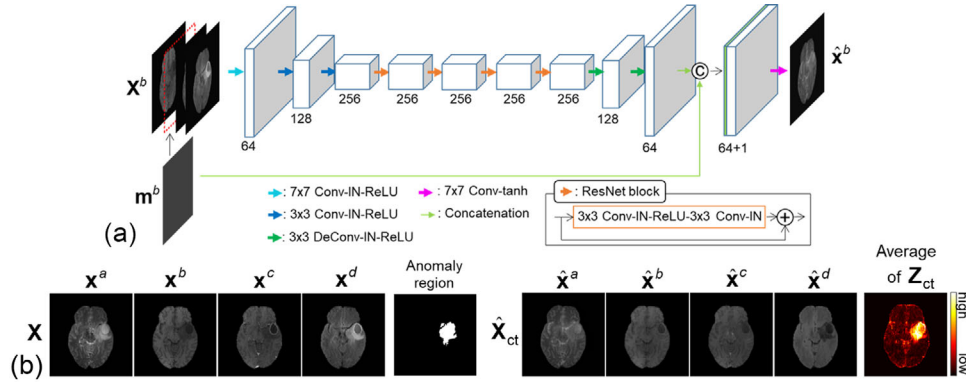 X^b
m^b
(a)
64
128
256
256
256
256
256
128
64
C
64+1
x̂^b
: 7x7 Conv-IN-ReLU
: 3x3 Conv-IN-ReLU
: 3x3 DeConv-IN-ReLU
: 7x7 Conv-tanh
: Concatenation
: ResNet block
3x3 Conv-IN-ReLU-3x3 Conv-IN
+
(b)
X
x^a
x^b
x^c
x^d
Anomaly
region
X̂_ct
x̂^a
x̂^b
x̂^c
x̂^d
Average
of Z_ct
high
low